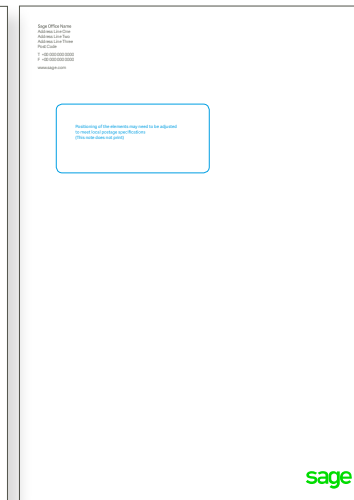 Sage Office Name
Address Line One
Address Line Two
Address Line Three
Post Code
T +00 000 000 0000
F +00 000 000 0000
www.sage.com
Positioning of the elements may need to be adjusted
to meet local postage specifications
(This note does not print)
sage